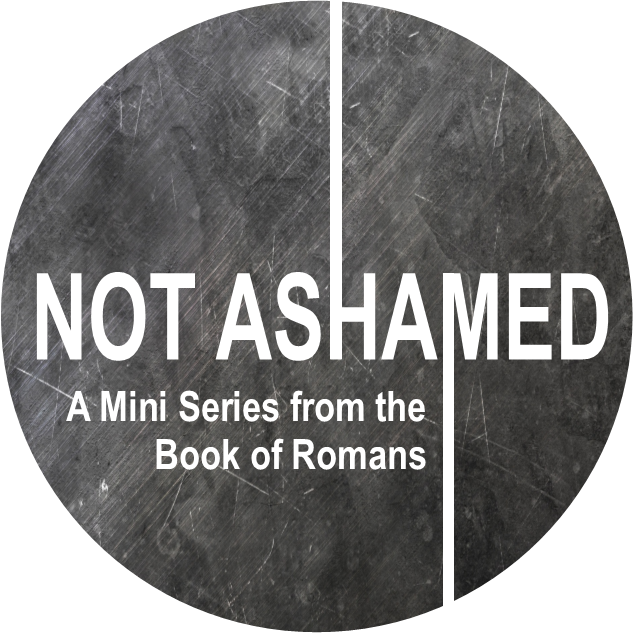 NOT ASHAMED
A Mini Series from the
Book of Romans